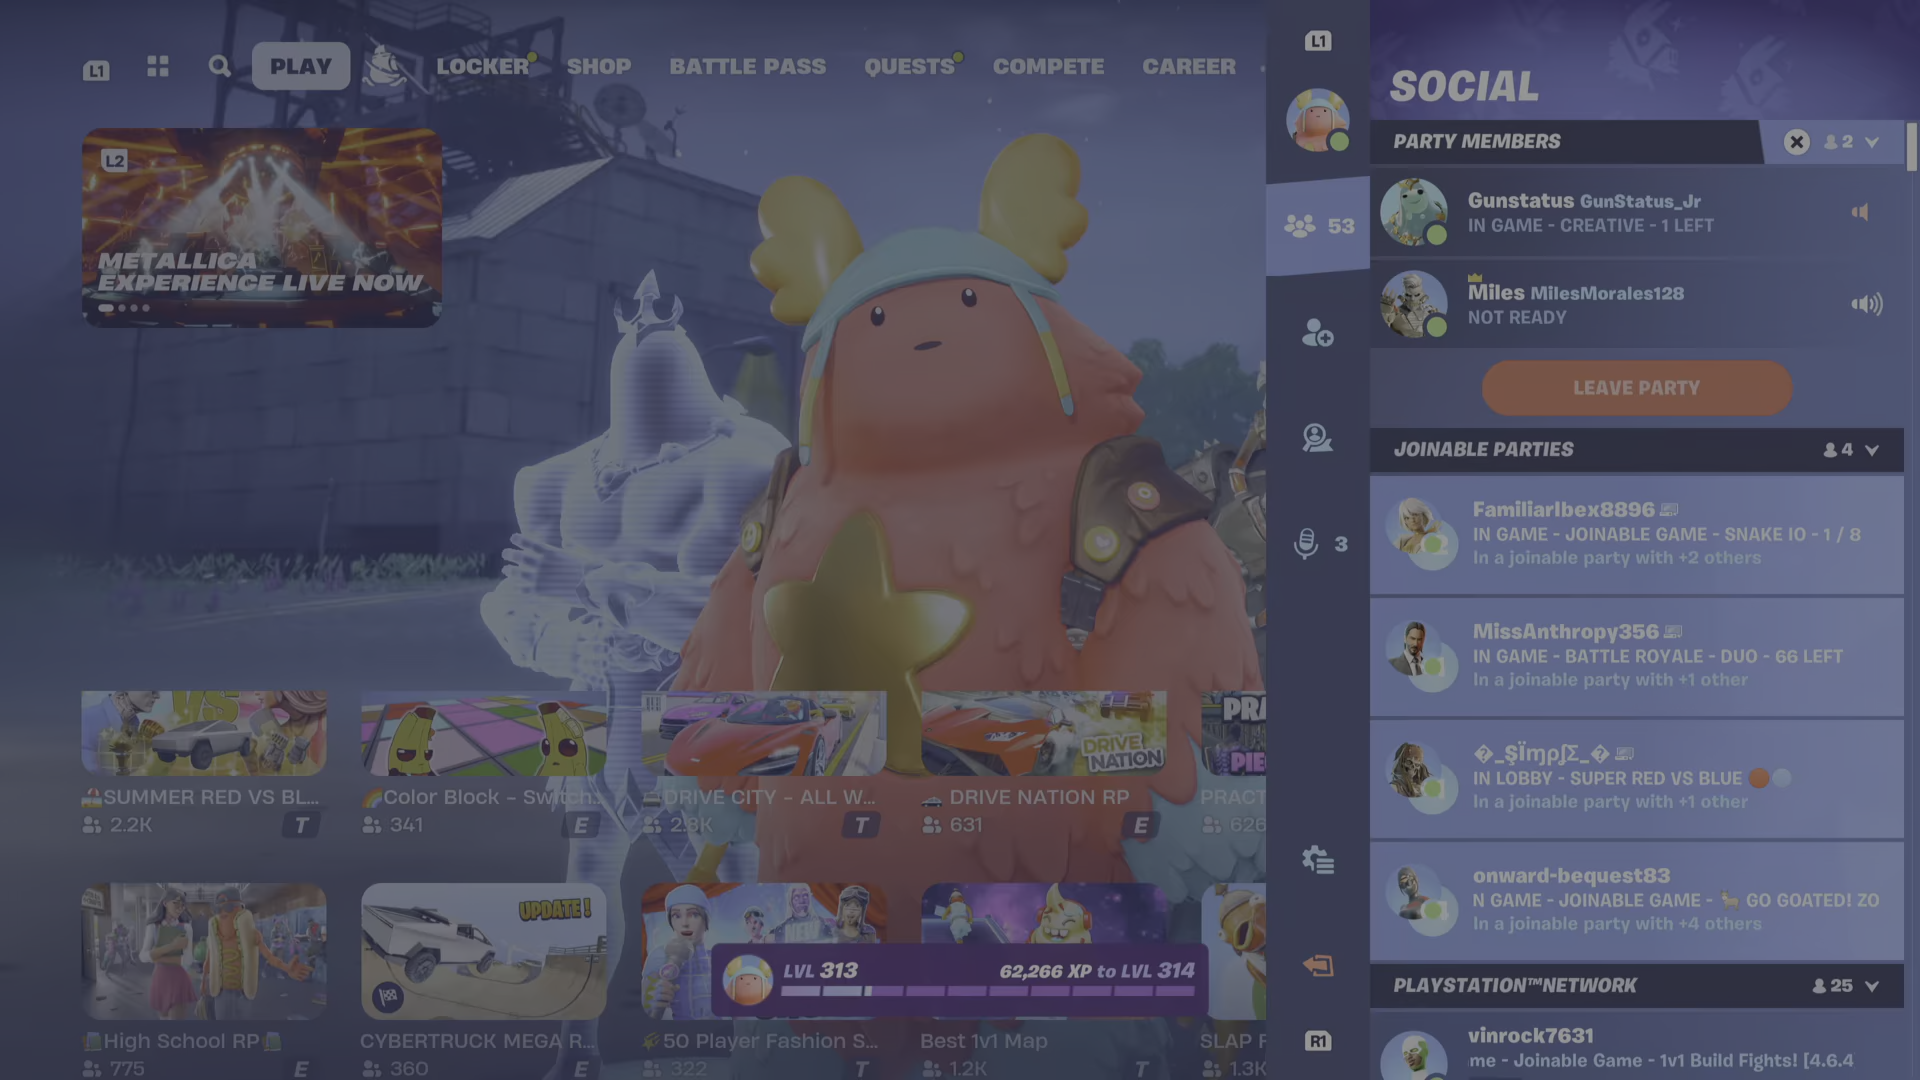 L1
PLAY
LOCKER
SHOP
BATTLE PASS
QUESTS
COMPETE
CAREER
L2
METALLICA
EXPERIENCE LIVE NOW
VS
DRIVE
NATION
SUMMER RED VS BL...
2.2K
T
Color Block - Switch...
341
E
DRIVE CITY - ALL W...
2.8K
T
DRIVE NATION RP
631
E
PRACT
626
UPDATE !
High School RP
775
E
CYBERTRUCK MEGA R...
360
E
50 Player Fashion S...
322
T
Best 1v1 Map
1.2K
T
SLAP
1.3K
LVL 313
62,266 XP to LVL 314
L1
53
3
R1
SOCIAL
PARTY MEMBERS
2
Gunstatus GunStatus_Jr
IN GAME - CREATIVE - 1 LEFT
Miles MilesMorales128
NOT READY
LEAVE PARTY
JOINABLE PARTIES
4
FamiliarIbex8896
IN GAME - JOINABLE GAME - SNAKE IO - 1 / 8
In a joinable party with +2 others
MissAnthropy356
IN GAME - BATTLE ROYALE - DUO - 66 LEFT
In a joinable party with +1 other
IN LOBBY - SUPER RED VS BLUE
In a joinable party with +1 other
onward-bequest83
N GAME - JOINABLE GAME - 🐐 GO GOATED! ZO
In a joinable party with +4 others
PLAYSTATION™NETWORK
25
vinrock7631
me - Joinable Game - 1v1 Build Fights! [4.6.4